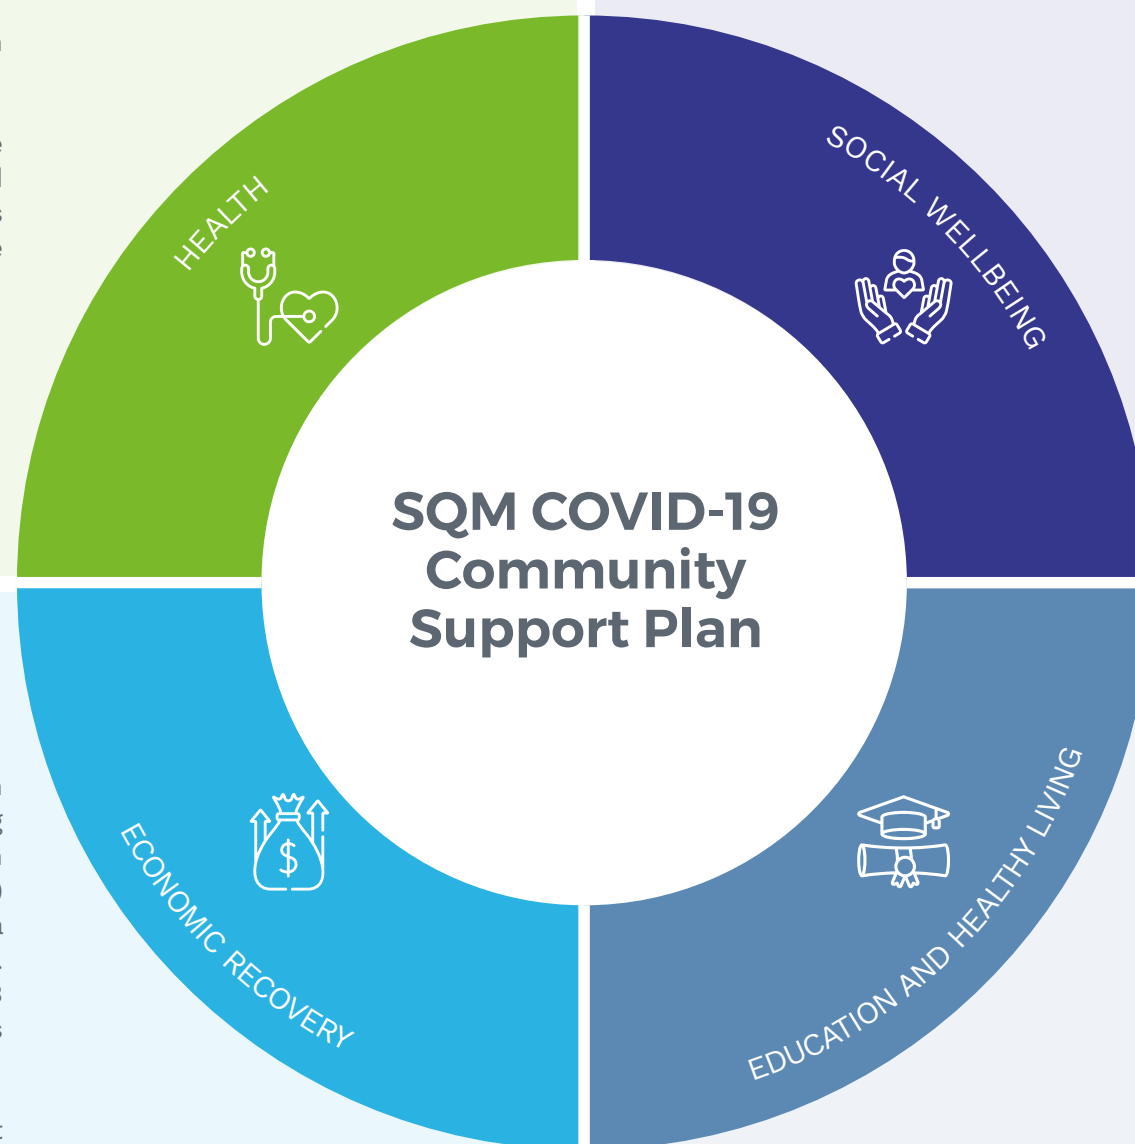 HEALTH
SOCIAL WELLBEING
SQM COVID-19
Community
Support Plan
ECONOMIC RECOVERY
EDUCATION AND HEALTHY LIVING
$